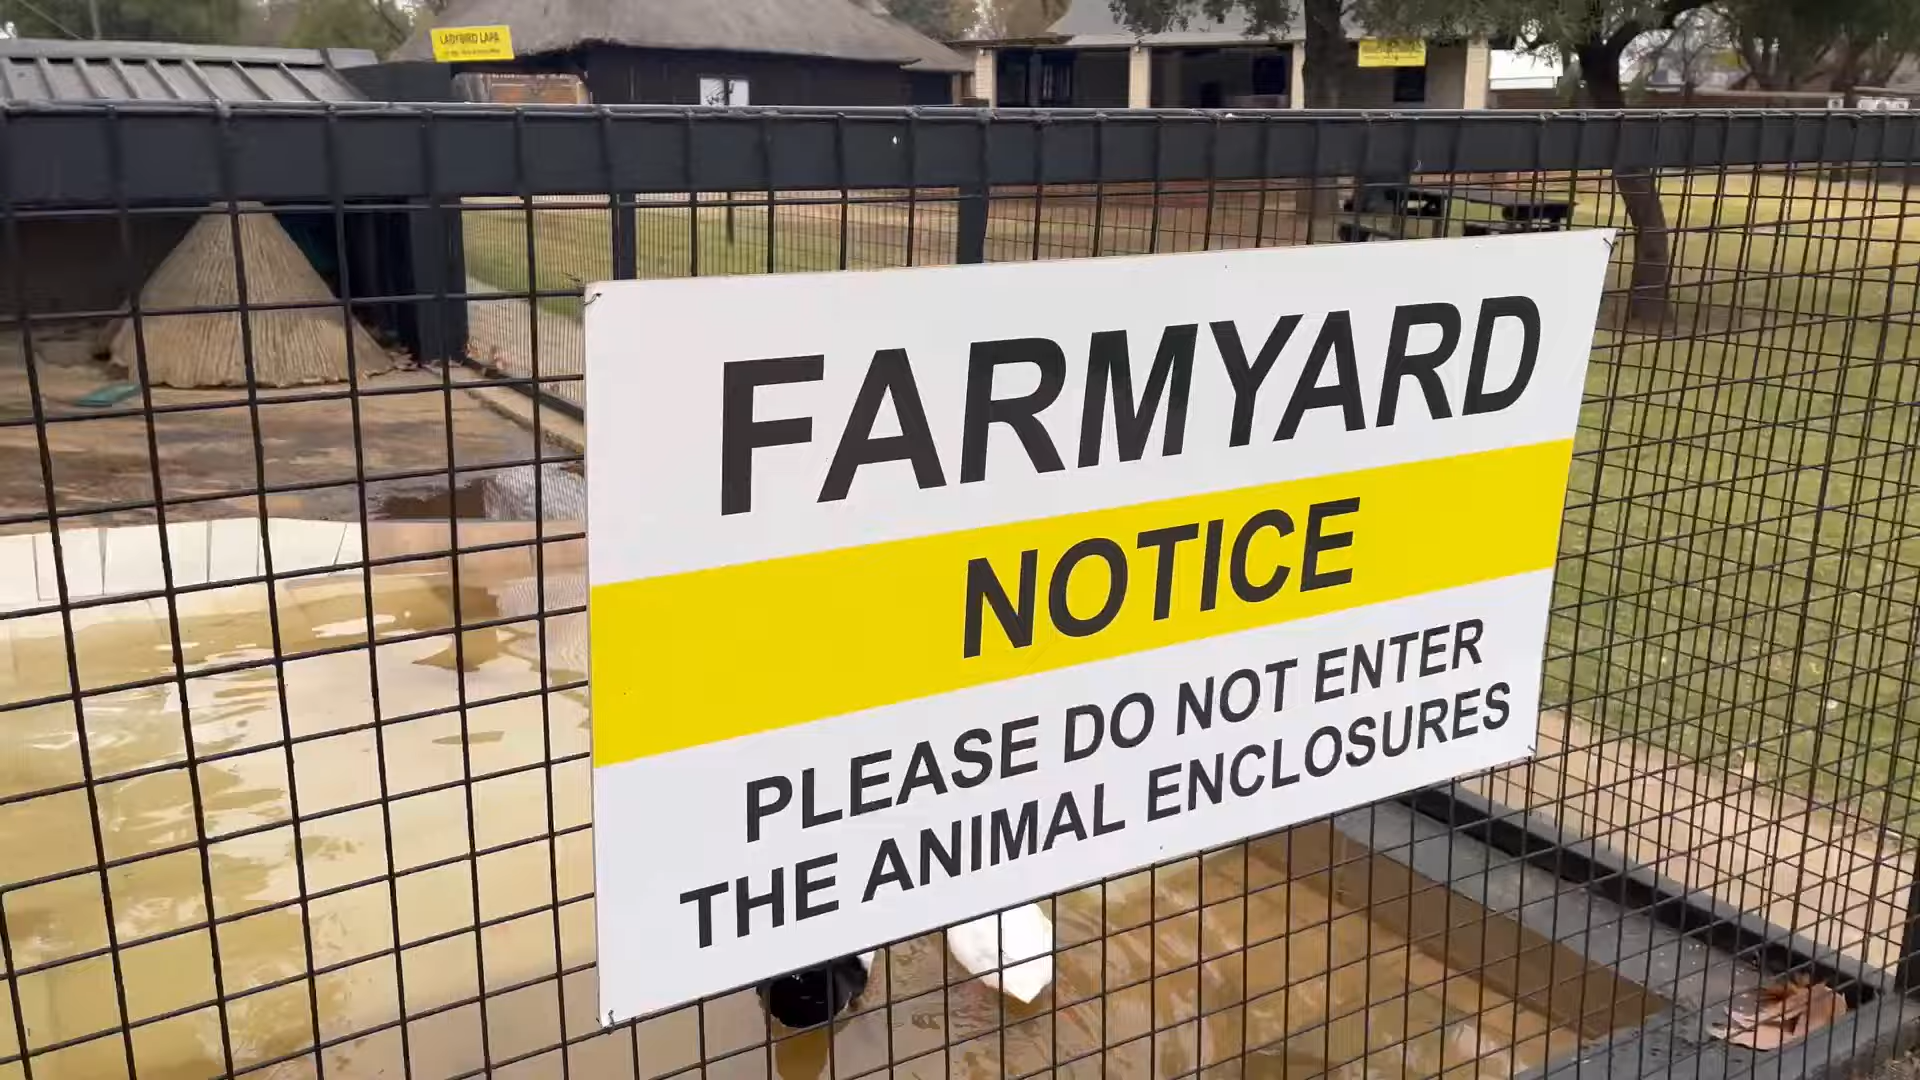 LADYBIRD LAPA
FARMYARD
NOTICE
PLEASE DO NOT ENTER
THE ANIMAL ENCLOSURES